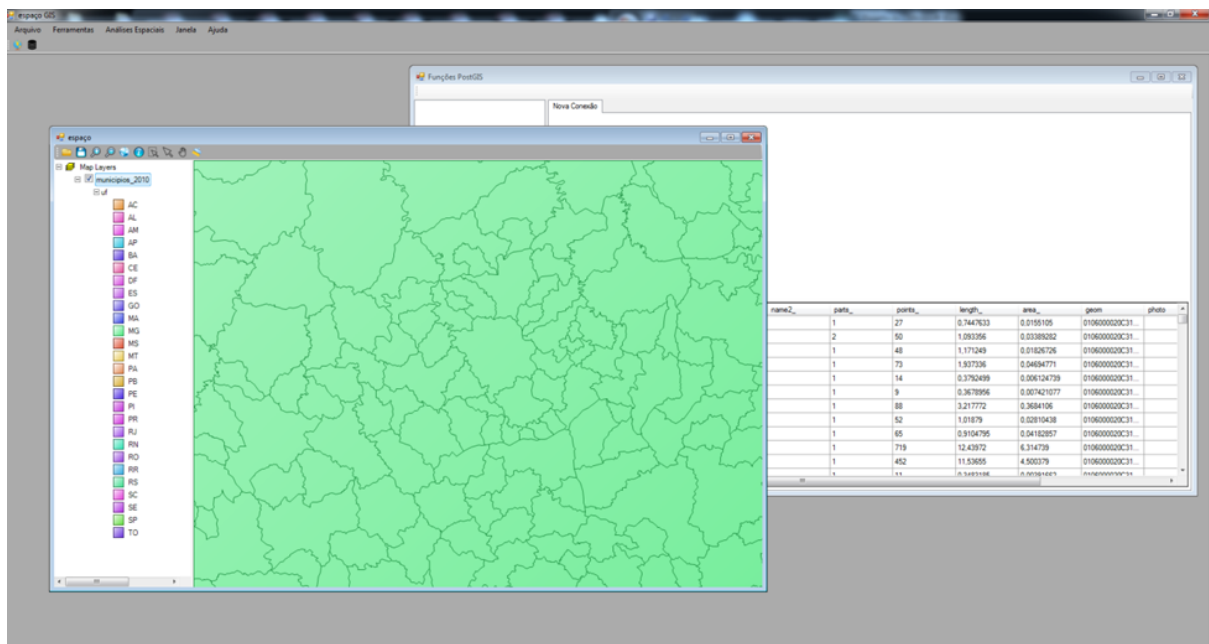 espaço GIS
Arquivo Ferramentas Análises Espaciais Janela Ajuda
Funções PostGIS
Nova Conexão
espaço
Map Layers
municipios_2010
uf
AC
AL
AM
AP
BA
CE
DF
ES
GO
MA
MG
MS
MT
PA
PB
PE
PI
PR
RJ
RN
RO
RR
RS
SC
SE
SP
TO
name2_ parts_ points_ length_ area_ geom photo
1 27 0,7447633 0,0155105 0106000020C31...
2 50 1,093356 0,03389282 0106000020C31...
1 48 1,171249 0,01826726 0106000020C31...
1 73 1,937336 0,04694771 0106000020C31...
1 14 0,3792499 0,006124739 0106000020C31...
1 9 0,3678956 0,007421077 0106000020C31...
1 88 3,217772 0,3684106 0106000020C31...
1 52 1,01879 0,02810438 0106000020C31...
1 65 0,9104795 0,04182857 0106000020C31...
1 719 12,43972 6,314739 0106000020C31...
1 452 11,53655 4,500379 0106000020C31...